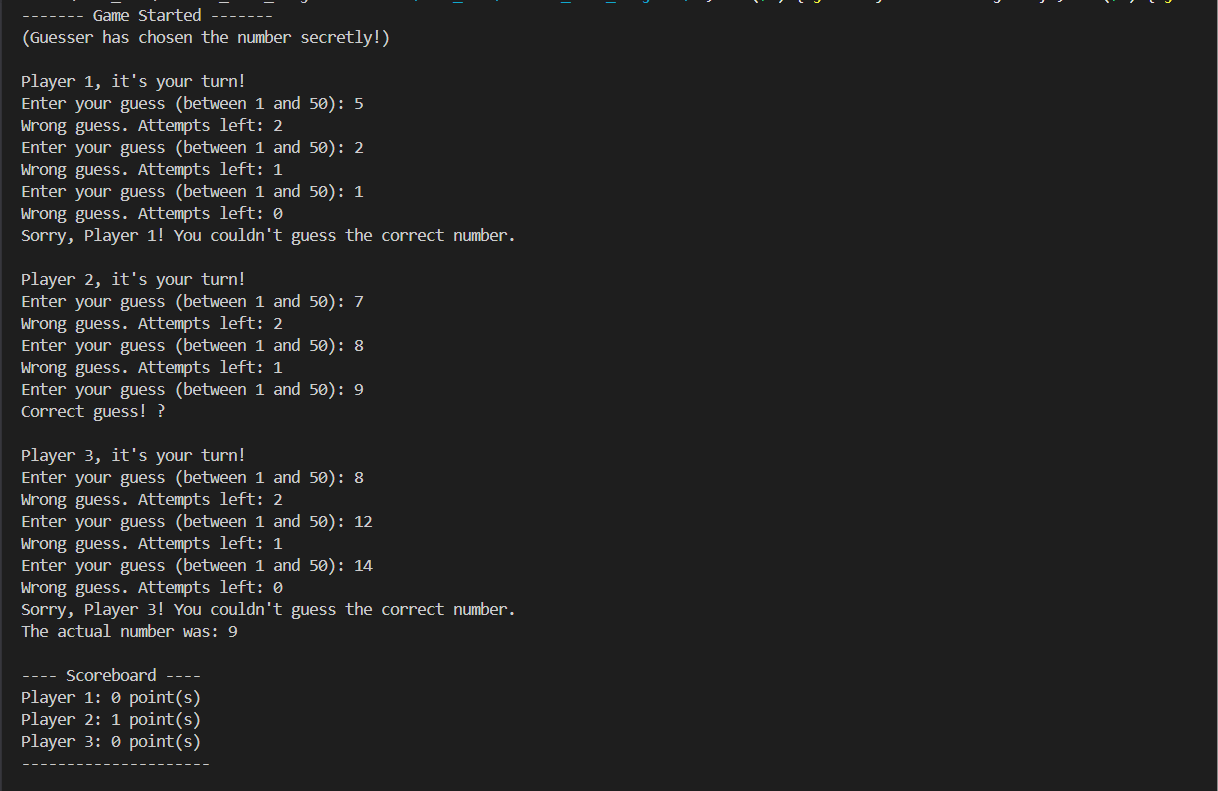 ------- Game Started -------
(Guesser has chosen the number secretly!)
Player 1, it's your turn!
Enter your guess (between 1 and 50): 5
Wrong guess. Attempts left: 2
Enter your guess (between 1 and 50): 2
Wrong guess. Attempts left: 1
Enter your guess (between 1 and 50): 1
Wrong guess. Attempts left: 0
Sorry, Player 1! You couldn't guess the correct number.
Player 2, it's your turn!
Enter your guess (between 1 and 50): 7
Wrong guess. Attempts left: 2
Enter your guess (between 1 and 50): 8
Wrong guess. Attempts left: 1
Enter your guess (between 1 and 50): 9
Correct guess! ?
Player 3, it's your turn!
Enter your guess (between 1 and 50): 8
Wrong guess. Attempts left: 2
Enter your guess (between 1 and 50): 12
Wrong guess. Attempts left: 1
Enter your guess (between 1 and 50): 14
Wrong guess. Attempts left: 0
Sorry, Player 3! You couldn't guess the correct number.
The actual number was: 9
---- Scoreboard ----
Player 1: 0 point(s)
Player 2: 1 point(s)
Player 3: 0 point(s)
---------------------